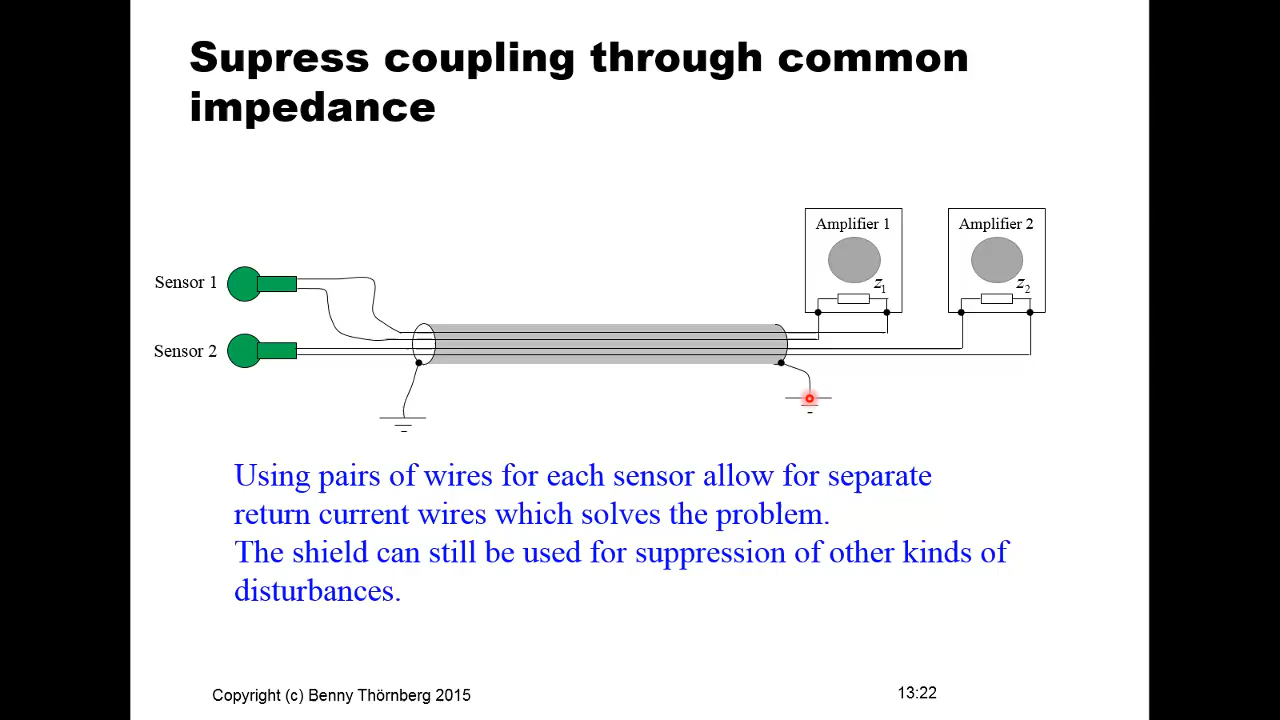 Supress coupling through common
impedance
Amplifier 1
Amplifier 2
Sensor 1
z1
z2
Sensor 2
Using pairs of wires for each sensor allow for separate
return current wires which solves the problem.
The shield can still be used for suppression of other kinds of
disturbances.
Copyright (c) Benny Thörnberg 2015
13:22